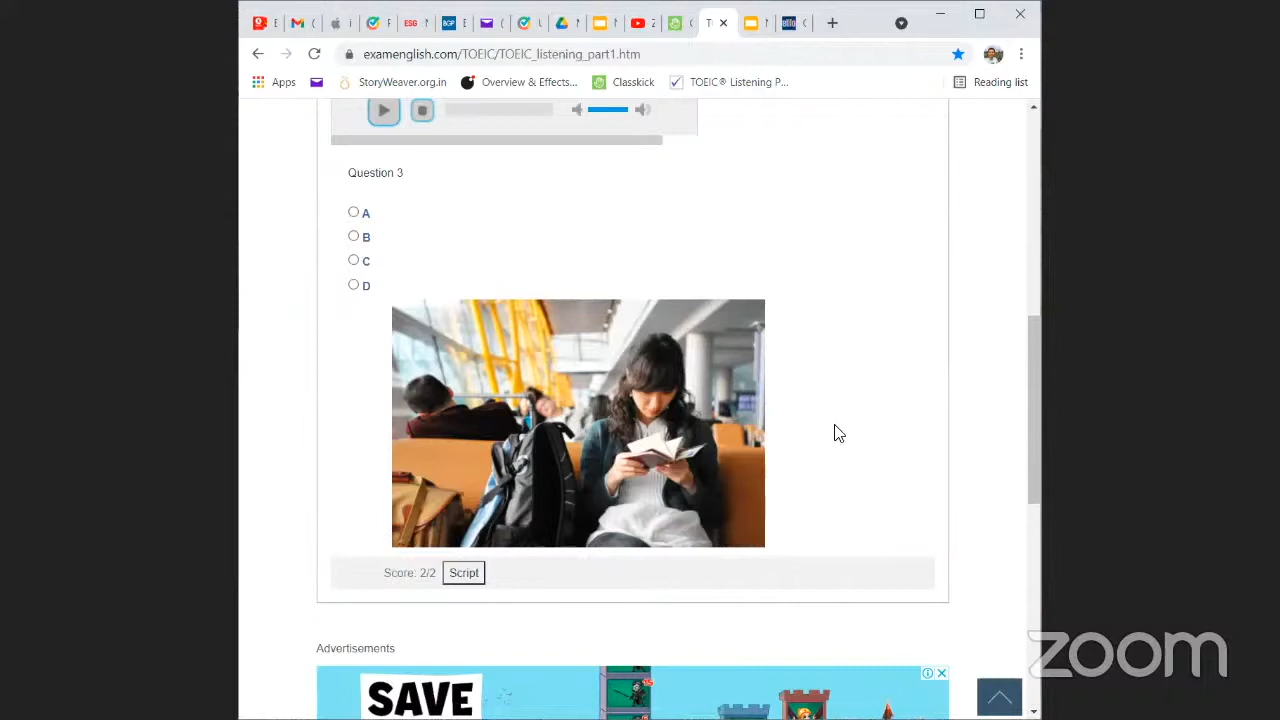 examenglish.com/TOEIC/TOEIC_listening_part1.htm
Apps StoryWeaver.org.in Overview & Effects... Classkick TOEIC® Listening P... Reading list
Question 3
A
B
C
D
Score: 2/2 Script
Advertisements
SAVE
zoom